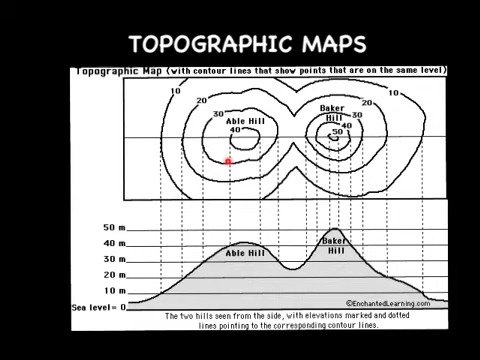 TOPOGRAPHIC MAPS
Topographic Map (with contour lines that show points that are on the same level)
10
20
30
Able Hill
40
Baker
Hill
50
40
30
20
10
50 m
40 m
30 m
20 m
10 m
Sea level= 0
Able Hill
Baker
Hill
©EnchantedLearning.com
The two hills seen from the side, with elevations marked and dotted
lines pointing to the corresponding contour lines.